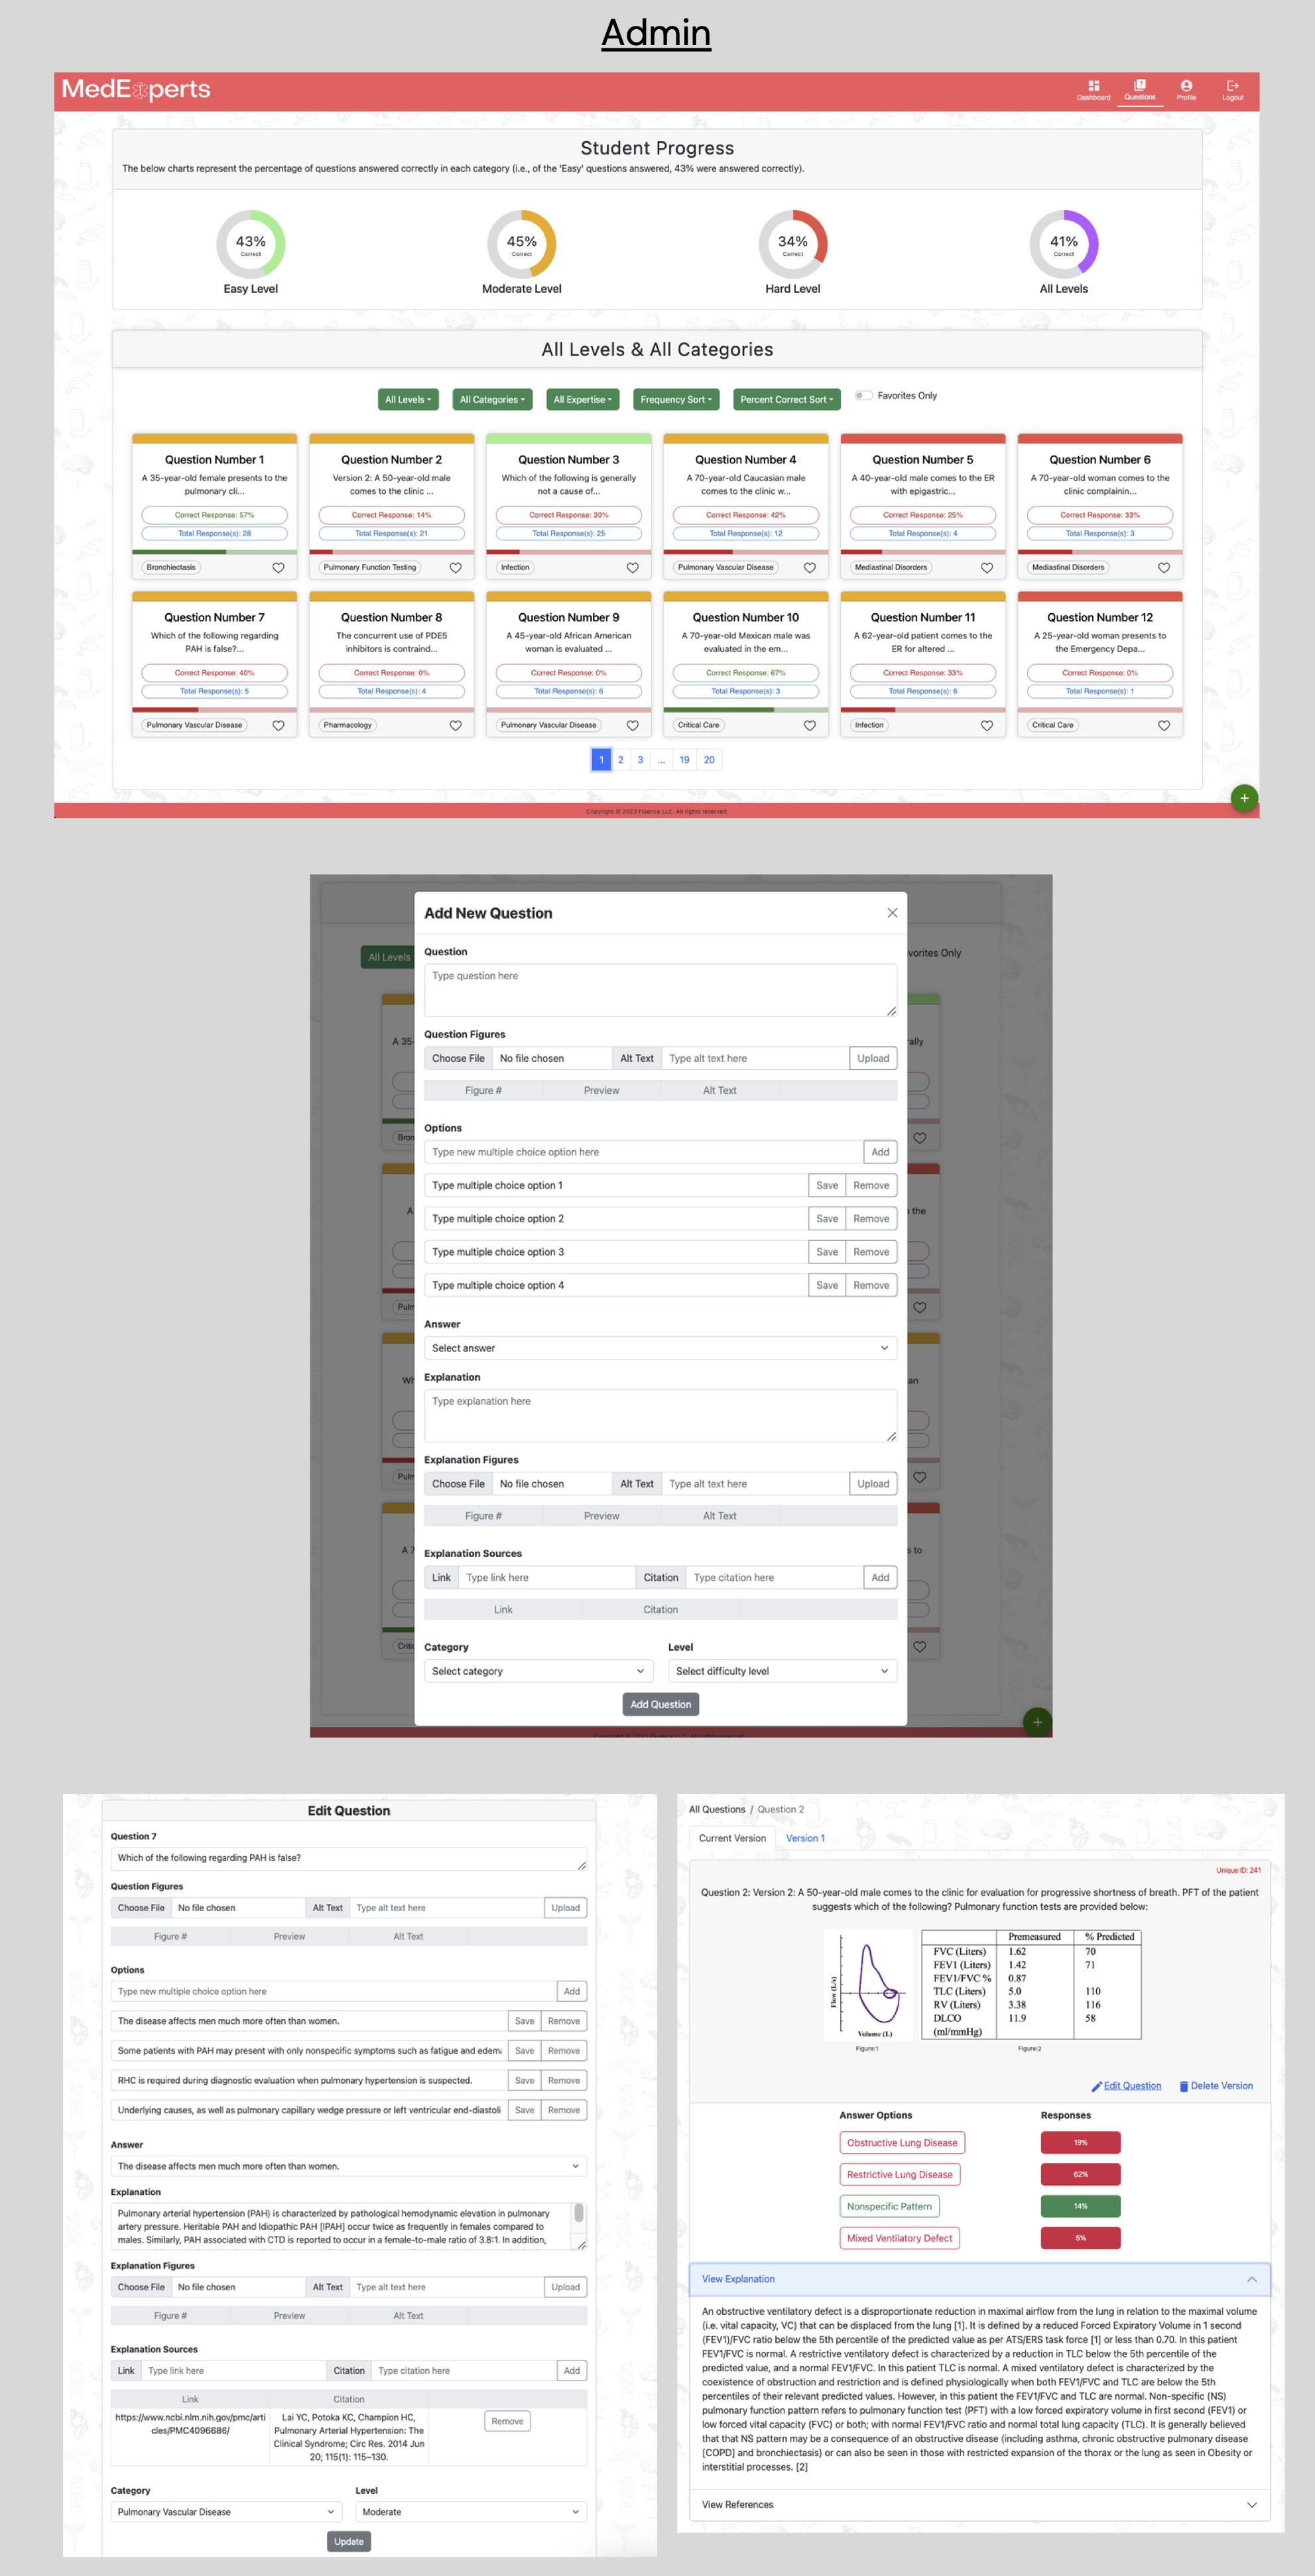 Admin
MedExperts
Dashboard
Questions
Profile
Logout
Student Progress
The below charts represent the percentage of questions answered correctly in each category (i.e., of the 'Easy' questions answered, 43% were answered correctly).
43%
Correct
Easy Level
45%
Correct
Moderate Level
34%
Correct
Hard Level
41%
Correct
All Levels
All Levels & All Categories
All Levels
All Categories
All Expertise
Frequency Sort
Percent Correct Sort
Favorites Only
Question Number 1
A 35-year-old female presents to the
pulmonary cli...
Correct Response: 57%
Total Response(s): 28
Bronchiectasis
Question Number 2
Version 2: A 50-year-old male
comes to the clinic ...
Correct Response: 14%
Total Response(s): 21
Pulmonary Function Testing
Question Number 3
Which of the following is generally
not a cause of...
Correct Response: 20%
Total Response(s): 25
Infection
Question Number 4
A 70-year-old Caucasian male
comes to the clinic w...
Correct Response: 42%
Total Response(s): 12
Pulmonary Vascular Disease
Question Number 5
A 40-year-old male comes to the ER
with epigastric...
Correct Response: 25%
Total Response(s): 4
Mediastinal Disorders
Question Number 6
A 70-year-old woman comes to the
clinic complainin...
Correct Response: 33%
Total Response(s): 3
Mediastinal Disorders
Question Number 7
Which of the following regarding
PAH is false?...
Correct Response: 40%
Total Response(s): 5
Pulmonary Vascular Disease
Question Number 8
The concurrent use of PDE5
inhibitors is contraind...
Correct Response: 0%
Total Response(s): 4
Pharmacology
Question Number 9
A 45-year-old African American
woman is evaluated ...
Correct Response: 0%
Total Response(s): 6
Pulmonary Vascular Disease
Question Number 10
A 70-year-old Mexican male was
evaluated in the em...
Correct Response: 67%
Total Response(s): 3
Critical Care
Question Number 11
A 62-year-old patient comes to the
ER for altered ...
Correct Response: 33%
Total Response(s): 6
Infection
Question Number 12
A 25-year-old woman presents to
the Emergency Depa...
Correct Response: 0%
Total Response(s): 1
Critical Care
1 2 3 ... 19 20
+
Copyright © 2023 Fluence LLC. All rights reserved.
Add New Question
Question
Type question here
Question Figures
Choose File No file chosen Alt Text Type alt text here Upload
Figure # Preview Alt Text
Options
Type new multiple choice option here Add
Type multiple choice option 1 Save Remove
Type multiple choice option 2 Save Remove
Type multiple choice option 3 Save Remove
Type multiple choice option 4 Save Remove
Answer
Select answer
Explanation
Type explanation here
Explanation Figures
Choose File No file chosen Alt Text Type alt text here Upload
Figure # Preview Alt Text
Explanation Sources
Link Type link here Citation Type citation here Add
Link Citation
Category Level
Select category Select difficulty level
Add Question
All Levels
vorites Only
A 35-
rally
Bron
A
the
Pulm
Wh
an
Pulm
A 7
s to
Critic
+
Copyright © 2023 Fluence LLC. All rights reserved.
Edit Question
Question 7
Which of the following regarding PAH is false?
Question Figures
Choose File No file chosen Alt Text Type alt text here Upload
Figure # Preview Alt Text
Options
Type new multiple choice option here Add
The disease affects men much more often than women. Save Remove
Some patients with PAH may present with only nonspecific symptoms such as fatigue and edema Save Remove
RHC is required during diagnostic evaluation when pulmonary hypertension is suspected. Save Remove
Underlying causes, as well as pulmonary capillary wedge pressure or left ventricular end-diastoli Save Remove
Answer
The disease affects men much more often than women.
Explanation
Pulmonary arterial hypertension (PAH) is characterized by pathological hemodynamic elevation in pulmonary
artery pressure. Heritable PAH and Idiopathic PAH [IPAH] occur twice as frequently in females compared to
males. Similarly, PAH associated with CTD is reported to occur in a female-to-male ratio of 3.8:1. In addition,
Explanation Figures
Choose File No file chosen Alt Text Type alt text here Upload
Figure # Preview Alt Text
Explanation Sources
Link Type link here Citation Type citation here Add
Link Citation
https://www.ncbi.nlm.nih.gov/pmc/arti
cles/PMC4096686/
Lai YC, Potoka KC, Champion HC,
Pulmonary Arterial Hypertension: The
Clinical Syndrome; Circ Res. 2014 Jun
20; 115(1): 115–130.
Remove
Category Level
Pulmonary Vascular Disease Moderate
Update
All Questions / Question 2
Current Version Version 1
Unique ID: 241
Question 2: Version 2: A 50-year-old male comes to the clinic for evaluation for progressive shortness of breath. PFT of the patient
suggests which of the following? Pulmonary function tests are provided below:
Flow (L/s)
Volume (L)
Figure:1
Premeasured % Predicted
FVC (Liters) 1.62 70
FEV1 (Liters) 1.42 71
FEV1/FVC % 0.87
TLC (Liters) 5.0 110
RV (Liters) 3.38 116
DLCO 11.9 58
(ml/mmHg)
Figure:2
Edit Question Delete Version
Answer Options Responses
Obstructive Lung Disease 19%
Restrictive Lung Disease 62%
Nonspecific Pattern 14%
Mixed Ventilatory Defect 5%
View Explanation
An obstructive ventilatory defect is a disproportionate reduction in maximal airflow from the lung in relation to the maximal volume
(i.e. vital capacity, VC) that can be displaced from the lung [1]. It is defined by a reduced Forced Expiratory Volume in 1 second
(FEV1)/FVC ratio below the 5th percentile of the predicted value as per ATS/ERS task force [1] or less than 0.70. In this patient
FEV1/FVC is normal. A restrictive ventilatory defect is characterized by a reduction in TLC below the 5th percentile of the
predicted value, and a normal FEV1/FVC. In this patient TLC is normal. A mixed ventilatory defect is characterized by the
coexistence of obstruction and restriction and is defined physiologically when both FEV1/FVC and TLC are below the 5th
percentiles of their relevant predicted values. However, in this patient the FEV1/FVC and TLC are normal. Non-specific (NS)
pulmonary function pattern refers to pulmonary function test (PFT) with a low forced expiratory volume in first second (FEV1) or
low forced vital capacity (FVC) or both; with normal FEV1/FVC ratio and normal total lung capacity (TLC). It is generally believed
that that NS pattern may be a consequence of an obstructive disease (including asthma, chronic obstructive pulmonary disease
[COPD] and bronchiectasis) or can also be seen in those with restricted expansion of the thorax or the lung as seen in Obesity or
interstitial processes. [2]
View References